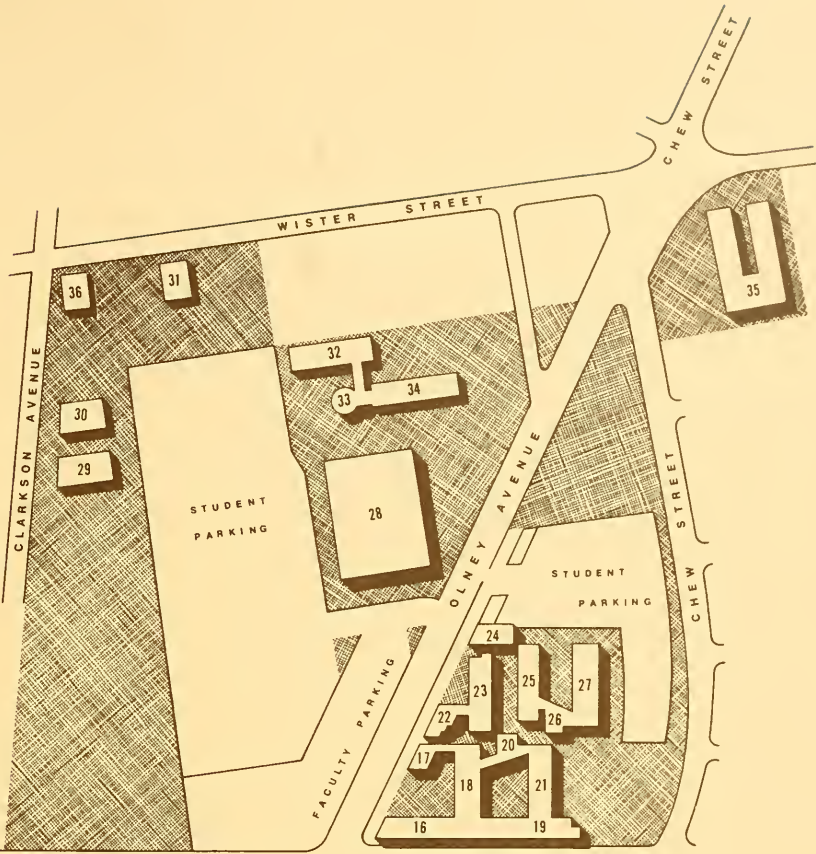 CHEW STREET
WISTER STREET
36
31
35
32
33
34
30
29
CLARKSON AVENUE
STUDENT
PARKING
28
OLNEY AVENUE
CHEW STREET
STUDENT
PARKING
24
25
27
23
26
22
20
17
18
21
16
19
FACULTY PARKING